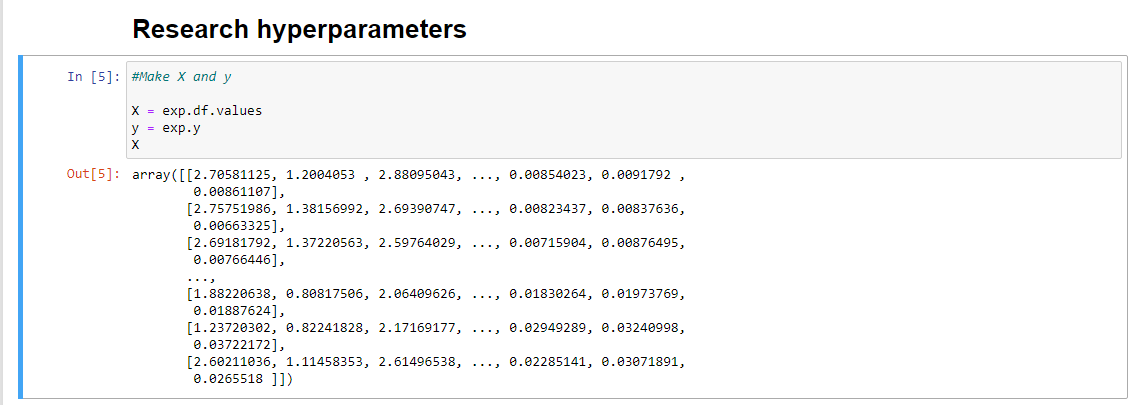 Research hyperparameters
In [5]: #Make X and y
X = exp.df.values
y = exp.y
X
Out[5]: array([[2.70581125, 1.2004053 , 2.88095043, ..., 0.00854023, 0.0091792 ,
0.00861107],
[2.75751986, 1.38156992, 2.69390747, ..., 0.00823437, 0.00837636,
0.00663325],
[2.69181792, 1.37220563, 2.59764029, ..., 0.00715904, 0.00876495,
0.00766446],
...,
[1.88220638, 0.80817506, 2.06409626, ..., 0.01830264, 0.01973769,
0.01887624],
[1.23720302, 0.82241828, 2.17169177, ..., 0.02949289, 0.03240998,
0.03722172],
[2.60211036, 1.11458353, 2.61496538, ..., 0.02285141, 0.03071891,
0.0265518 ]])